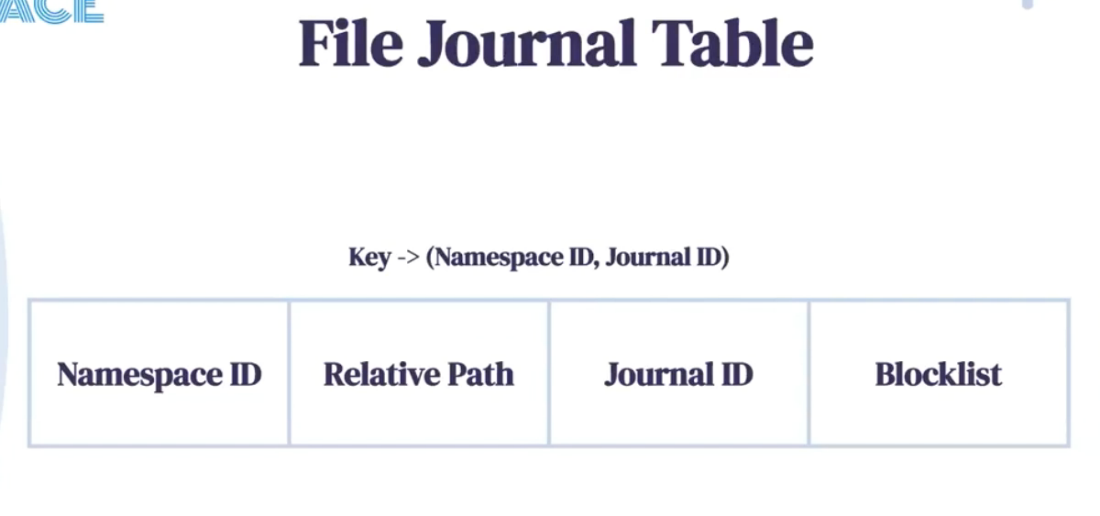 ACE
File Journal Table
Key -> (Namespace ID, Journal ID)
Namespace ID Relative Path Journal ID Blocklist